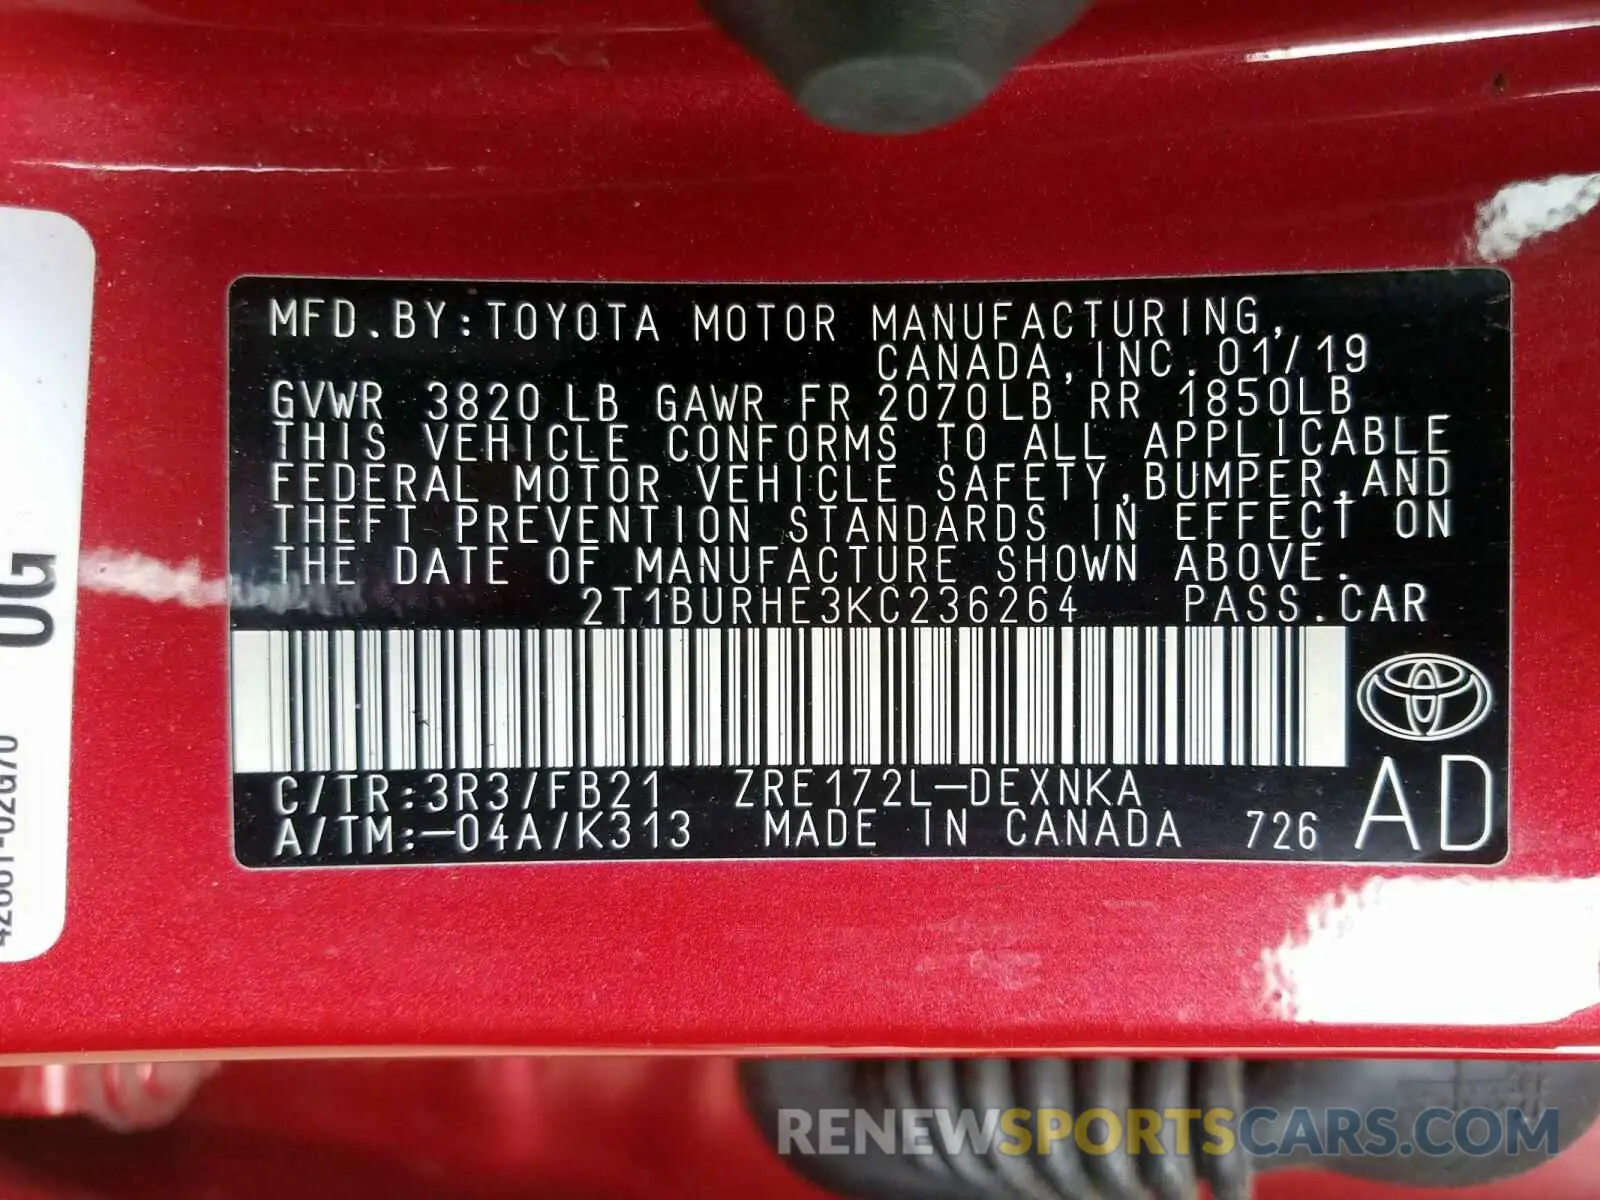 MFD.BY:TOYOTA MOTOR MANUFACTURING,
CANADA,INC.01/19
GVWR 3820LB GAWR FR 2070LB RR 1850LB
THIS VEHICLE CONFORMS TO ALL APPLICABLE
FEDERAL MOTOR VEHICLE SAFETY,BUMPER,AND
THEFT PREVENTION STANDARDS IN EFFECT ON
THE DATE OF MANUFACTURE SHOWN ABOVE.
2T1BURHE3KC236264 PASS.CAR
C/TR:3R3/FB21 ZRE172L-DEXNKA
A/TM:-04A/K313 MADE IN CANADA 726
AD
0G
RENEWSPORTSCARS.COM